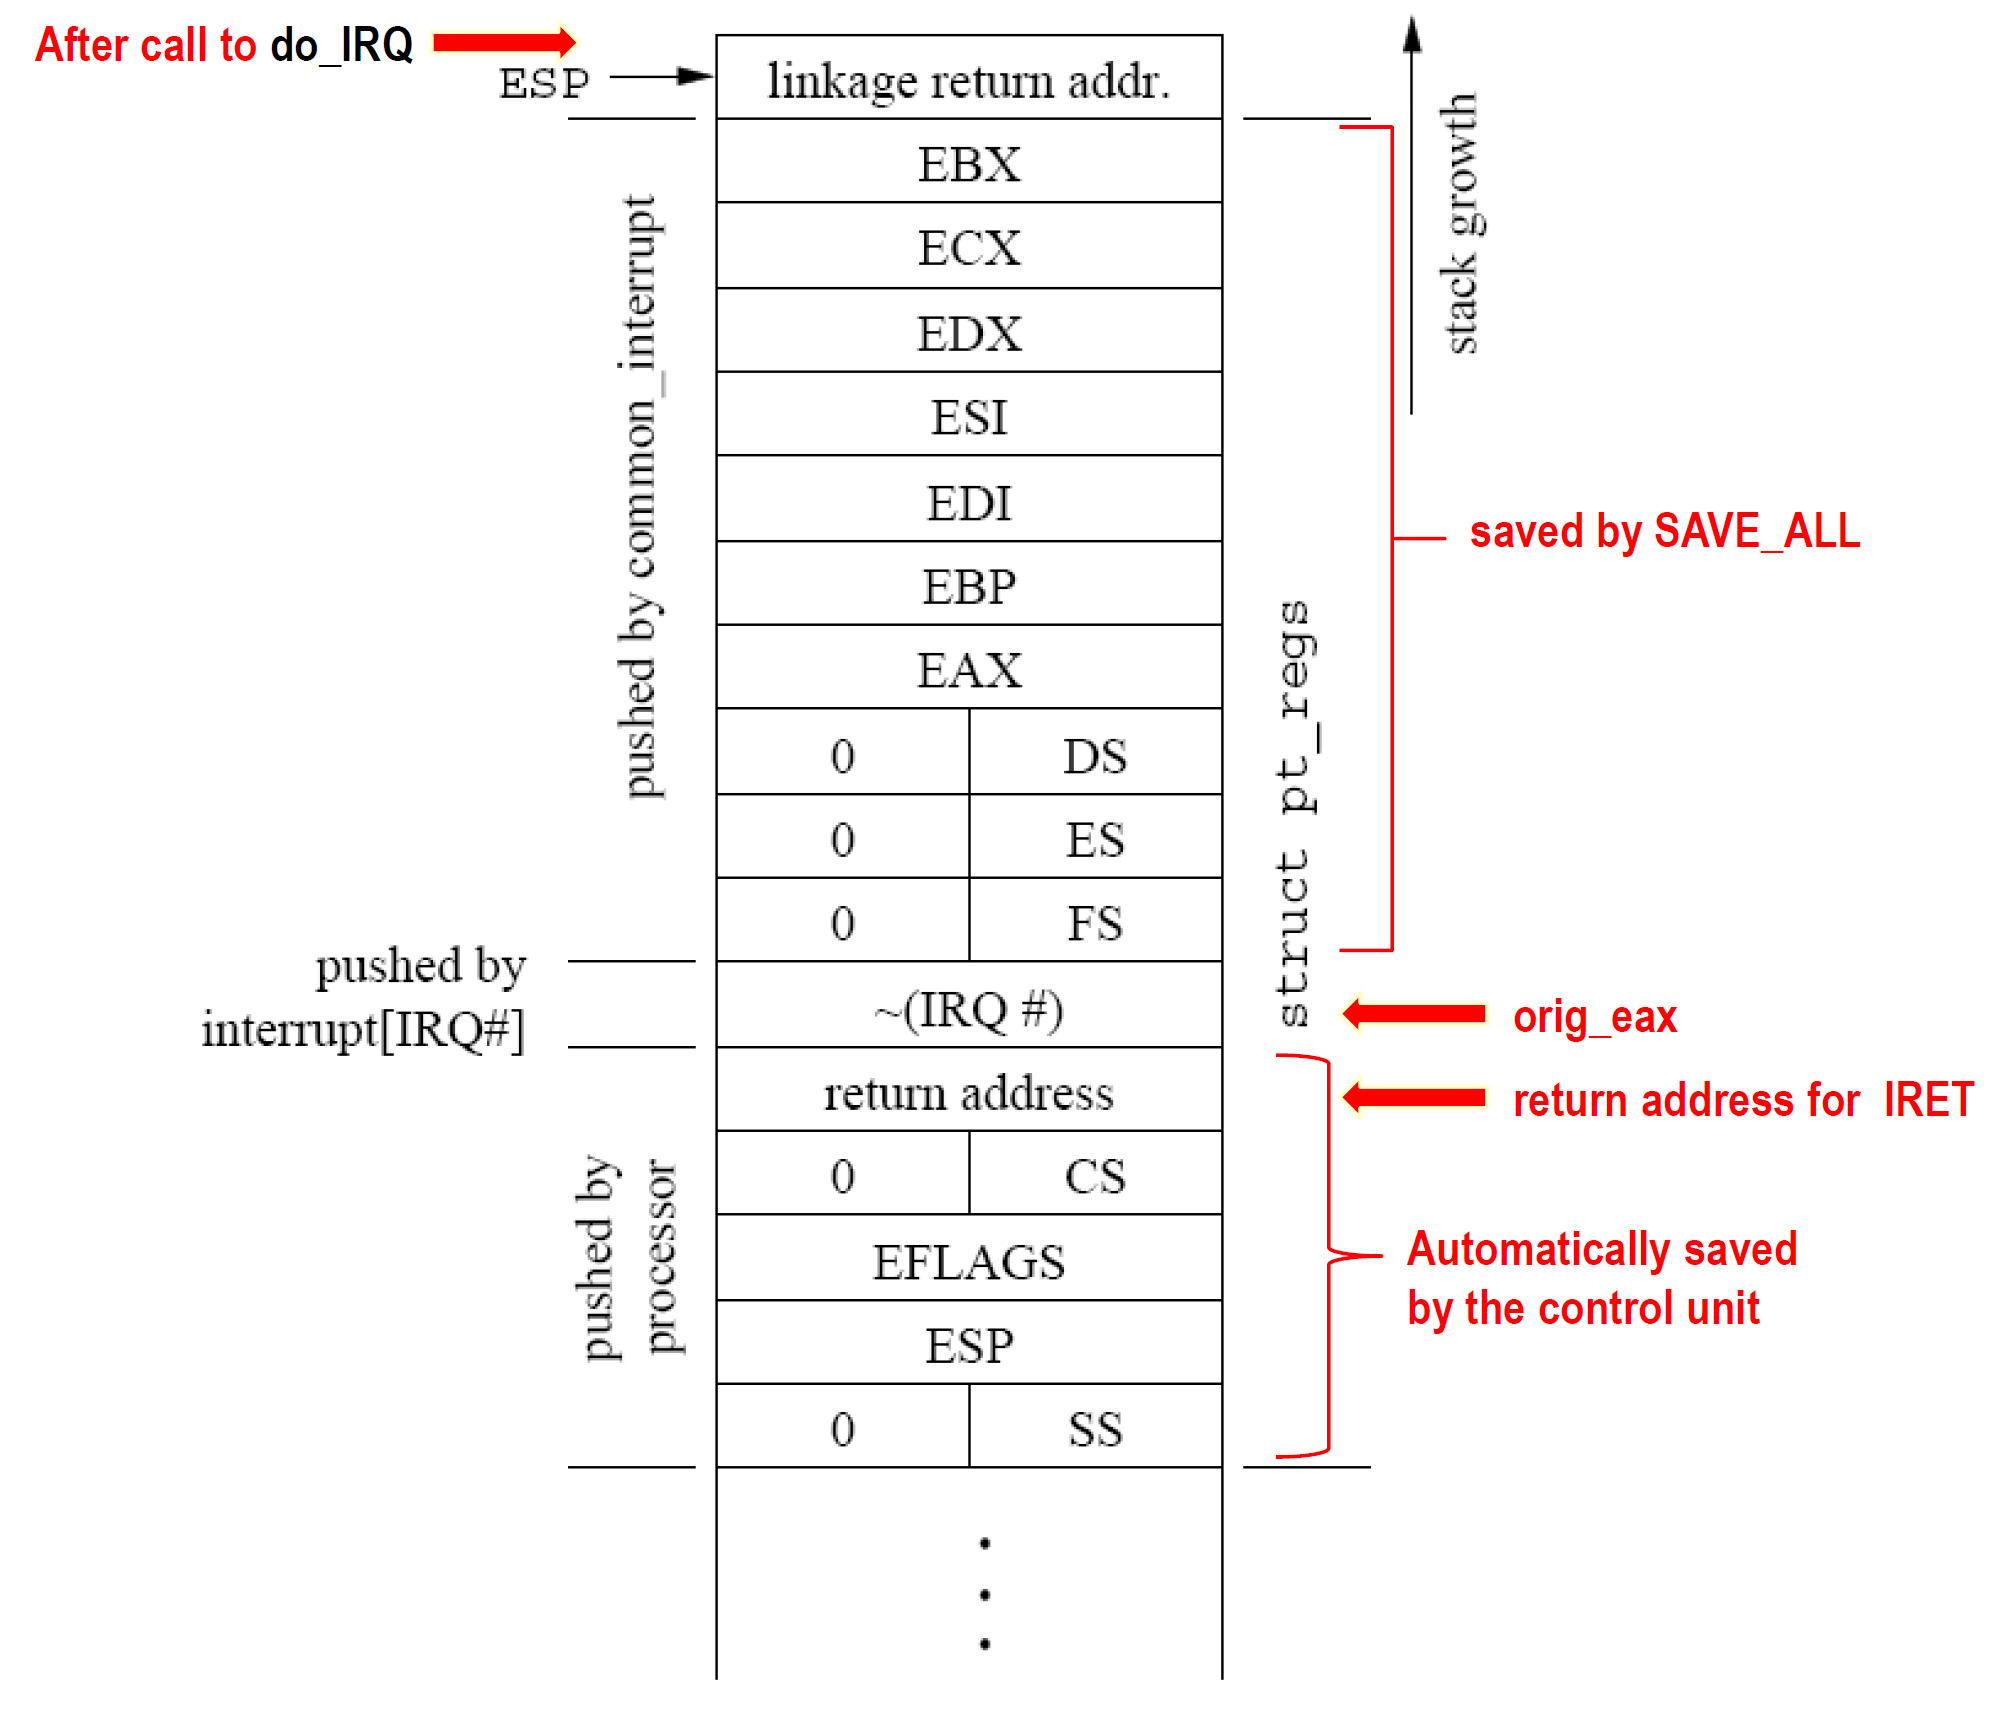 After call to do_IRQ
ESP
linkage return addr.
EBX
ECX
EDX
ESI
EDI
EBP
EAX
0 DS
0 ES
0 FS
~(IRQ #)
return address
0 CS
EFLAGS
ESP
0 SS
pushed by common_interrupt
pushed by
interrupt[IRQ#]
pushed by
processor
stack growth
struct pt_regs
saved by SAVE_ALL
orig_eax
return address for IRET
Automatically saved
by the control unit